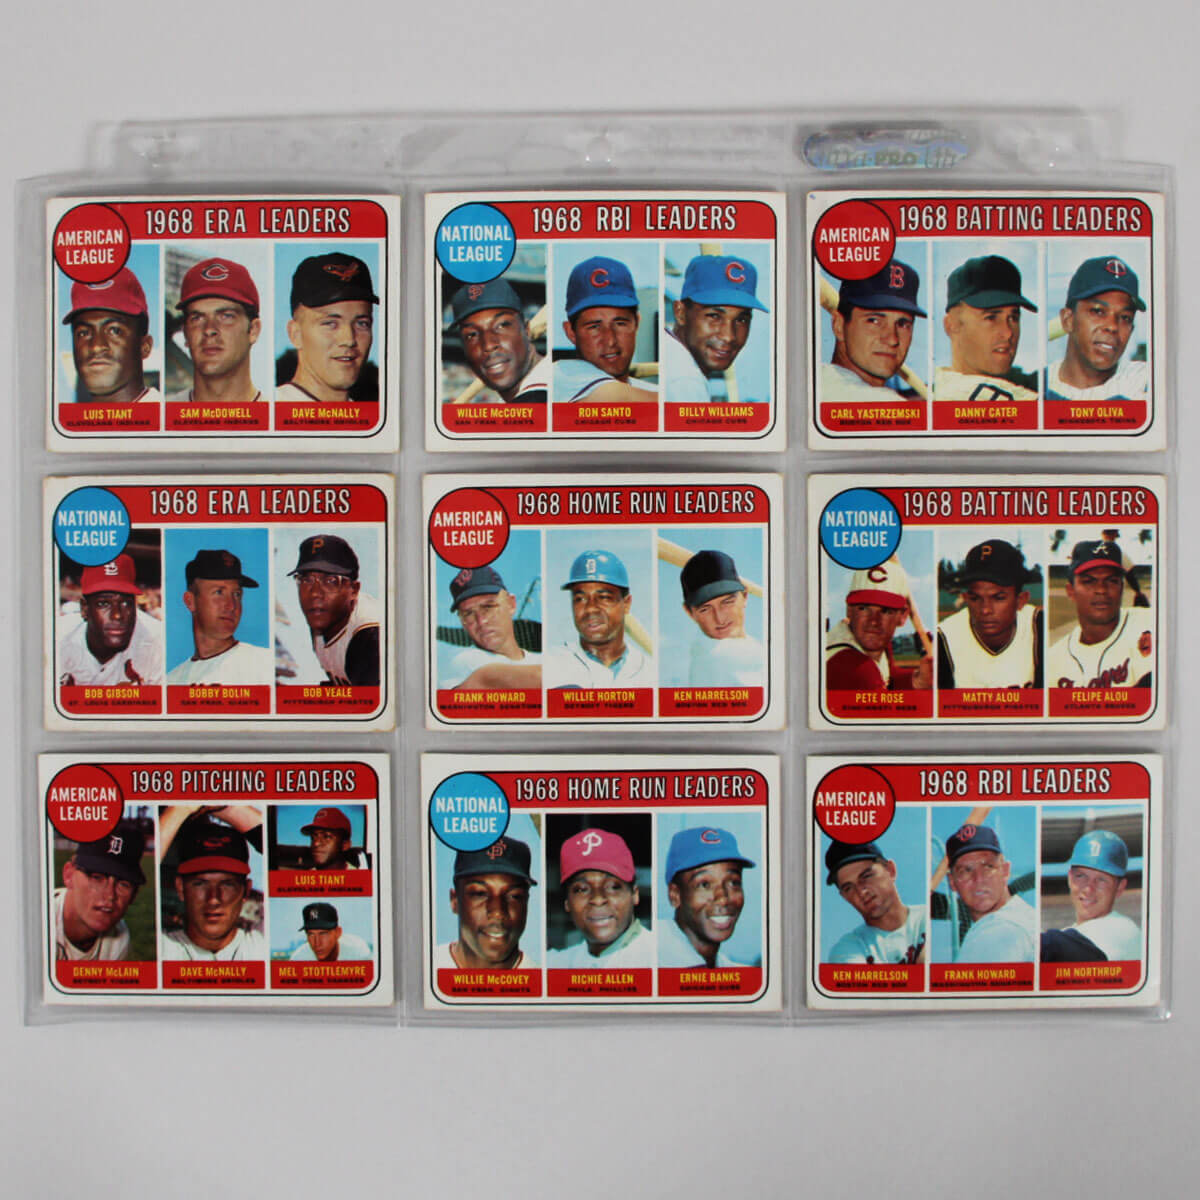 PRO
AMERICAN LEAGUE
1968 ERA LEADERS
LUIS TIANT
CLEVELAND INDIANS
SAM McDOWELL
CLEVELAND INDIANS
DAVE McNALLY
BALTIMORE ORIOLES
NATIONAL LEAGUE
1968 RBI LEADERS
WILLIE McCOVEY
SAN FRAN. GIANTS
RON SANTO
CHICAGO CUBS
BILLY WILLIAMS
CHICAGO CUBS
AMERICAN LEAGUE
1968 BATTING LEADERS
CARL YASTRZEMSKI
BOSTON RED SOX
DANNY CATER
OAKLAND A's
TONY OLIVA
MINNESOTA TWINS
NATIONAL LEAGUE
1968 ERA LEADERS
BOB GIBSON
ST. LOUIS CARDINALS
BOBBY BOLIN
SAN FRAN. GIANTS
BOB VEALE
PITTSBURGH PIRATES
AMERICAN LEAGUE
1968 HOME RUN LEADERS
FRANK HOWARD
WASHINGTON SENATORS
WILLIE HORTON
DETROIT TIGERS
KEN HARRELSON
BOSTON RED SOX
NATIONAL LEAGUE
1968 BATTING LEADERS
PETE ROSE
CINCINNATI REDS
MATTY ALOU
PITTSBURGH PIRATES
FELIPE ALOU
ATLANTA BRAVES
AMERICAN LEAGUE
1968 PITCHING LEADERS
DENNY McLAIN
DETROIT TIGERS
DAVE McNALLY
BALTIMORE ORIOLES
LUIS TIANT
CLEVELAND INDIANS
MEL STOTTLEMYRE
NEW YORK YANKEES
NATIONAL LEAGUE
1968 HOME RUN LEADERS
WILLIE McCOVEY
SAN FRAN. GIANTS
RICHIE ALLEN
PHILA. PHILLIES
ERNIE BANKS
CHICAGO CUBS
AMERICAN LEAGUE
1968 RBI LEADERS
KEN HARRELSON
BOSTON RED SOX
FRANK HOWARD
WASHINGTON SENATORS
JIM NORTHRUP
DETROIT TIGERS